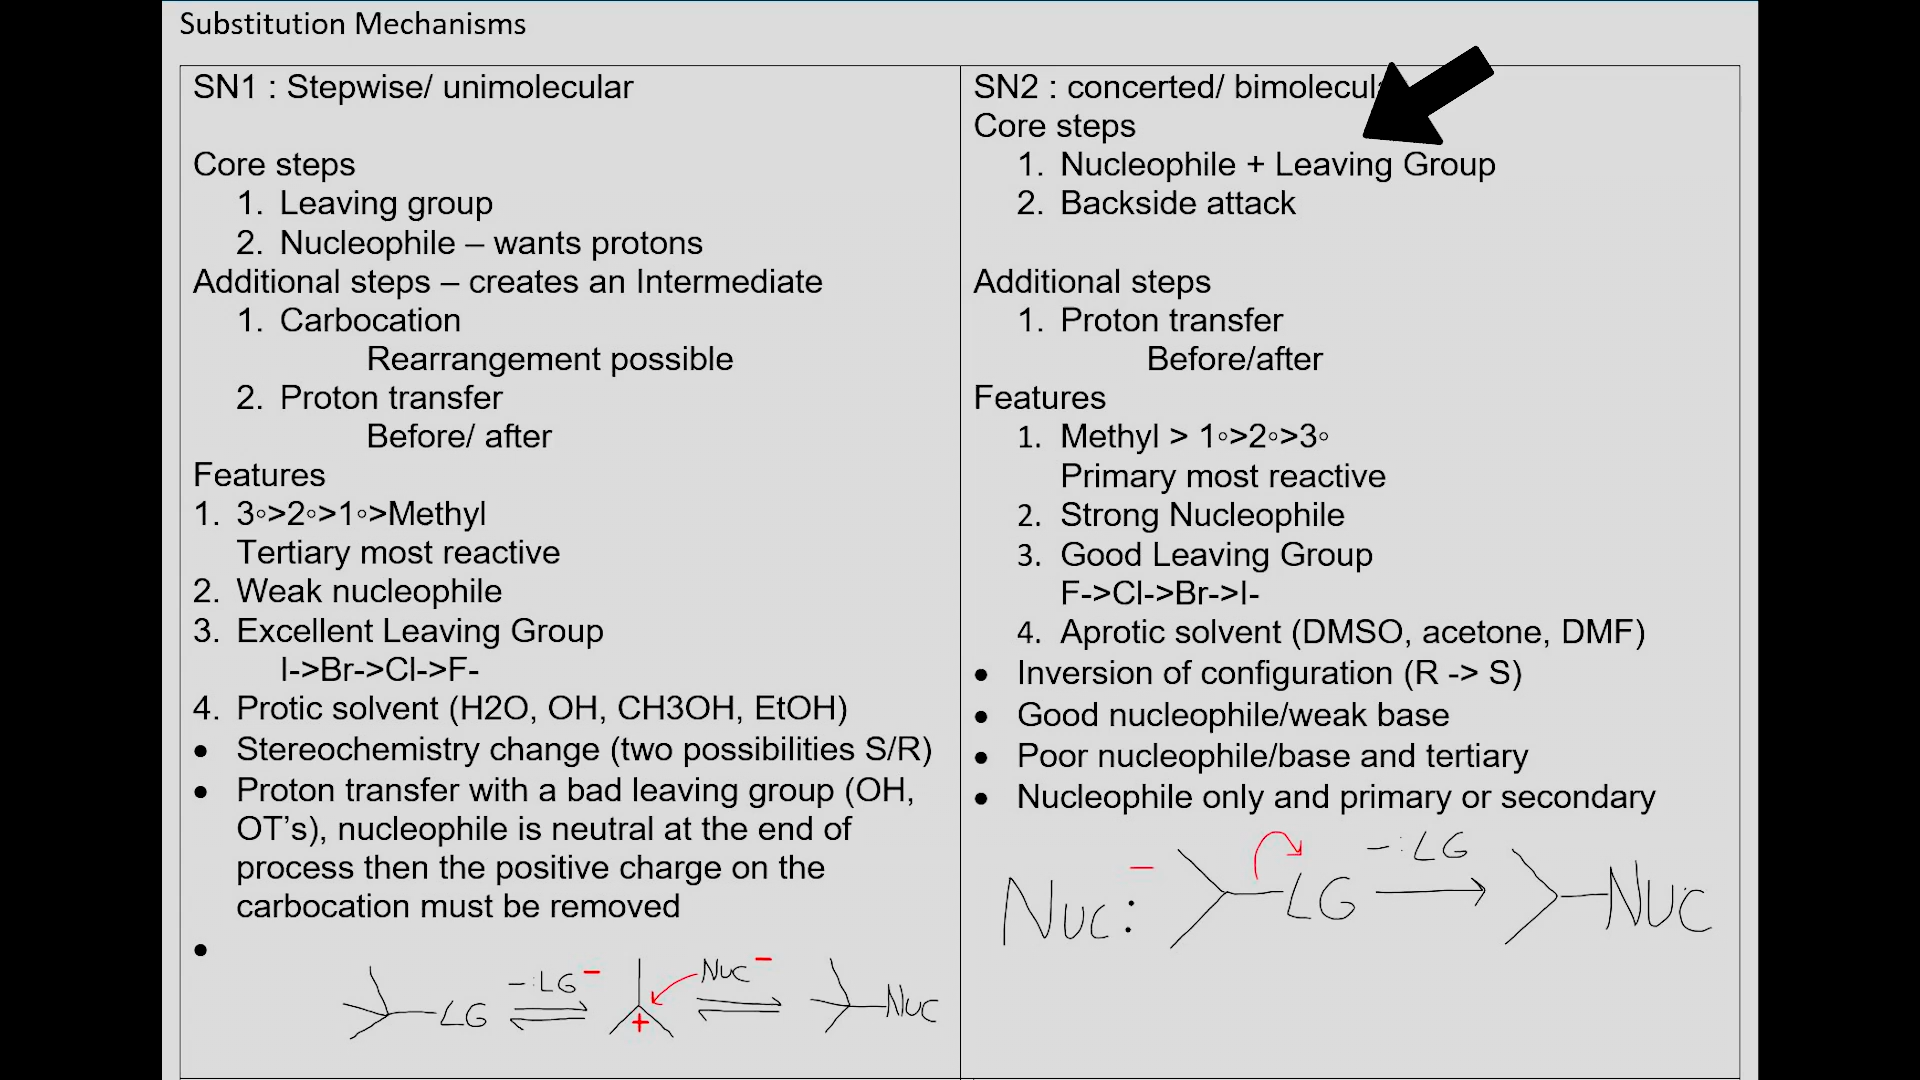 Substitution Mechanisms
SN1 : Stepwise/ unimolecular
Core steps
1. Leaving group
2. Nucleophile – wants protons
Additional steps – creates an Intermediate
1. Carbocation
Rearrangement possible
2. Proton transfer
Before/ after
Features
1. 3◦>2◦>1◦>Methyl
Tertiary most reactive
2. Weak nucleophile
3. Excellent Leaving Group
I->Br->Cl->F-
4. Protic solvent (H2O, OH, CH3OH, EtOH)
• Stereochemistry change (two possibilities S/R)
• Proton transfer with a bad leaving group (OH,
OT's), nucleophile is neutral at the end of
process then the positive charge on the
carbocation must be removed
•
LG
- :LG -
+
Nuc -
Nuc
SN2 : concerted/ bimolecul
Core steps
1. Nucleophile + Leaving Group
2. Backside attack
Additional steps
1. Proton transfer
Before/after
Features
1. Methyl > 1◦>2◦>3◦
Primary most reactive
2. Strong Nucleophile
3. Good Leaving Group
F->Cl->Br->I-
4. Aprotic solvent (DMSO, acetone, DMF)
• Inversion of configuration (R -> S)
• Good nucleophile/weak base
• Poor nucleophile/base and tertiary
• Nucleophile only and primary or secondary
Nuc: -
LG
- :LG
Nuc